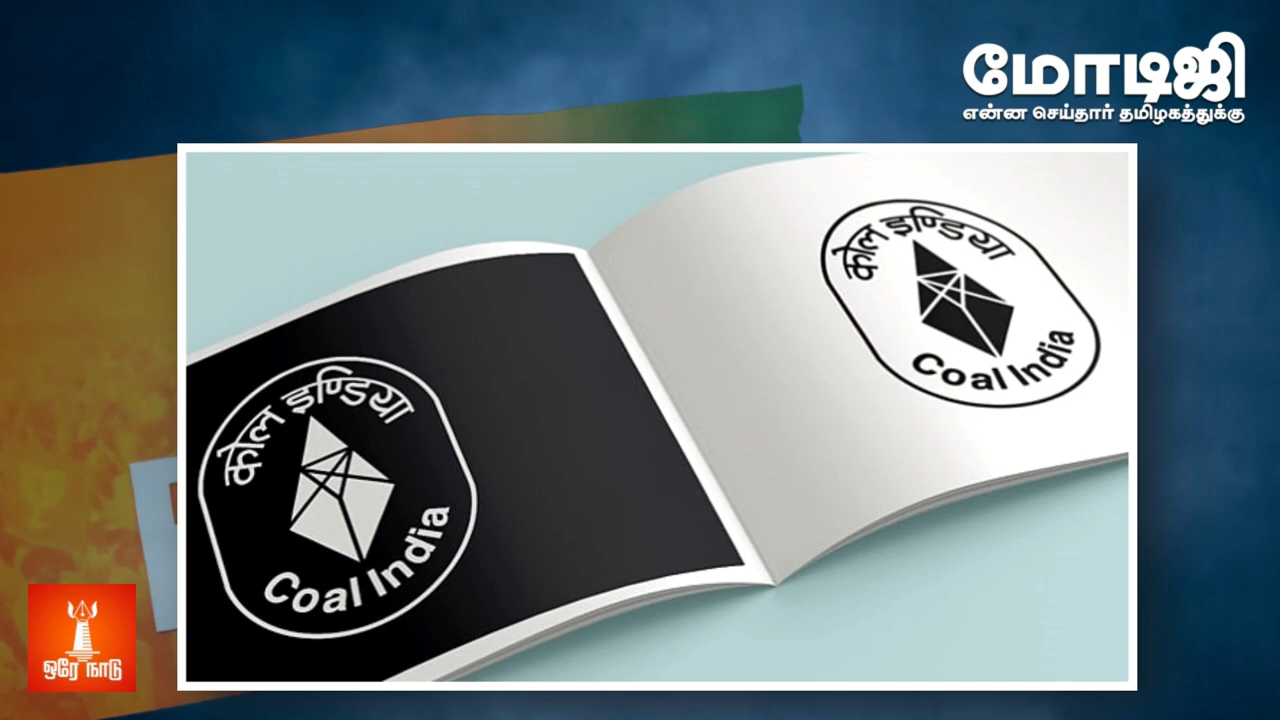 மோடிஜி
என்ன செய்தார் தமிழகத்துக்கு
कोल इण्डिया
Coal India
कोल इण्डिया
Coal India
ஒரே நாடு